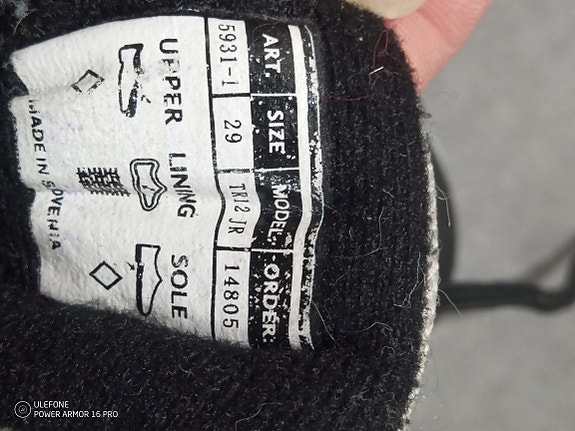 ART. SIZE MODEL: ORDER:
5931-1 29 TR12 JR 14805
UPPER LINING SOLE
MADE IN SLOVENIA
ULEFONE
POWER ARMOR 16 PRO